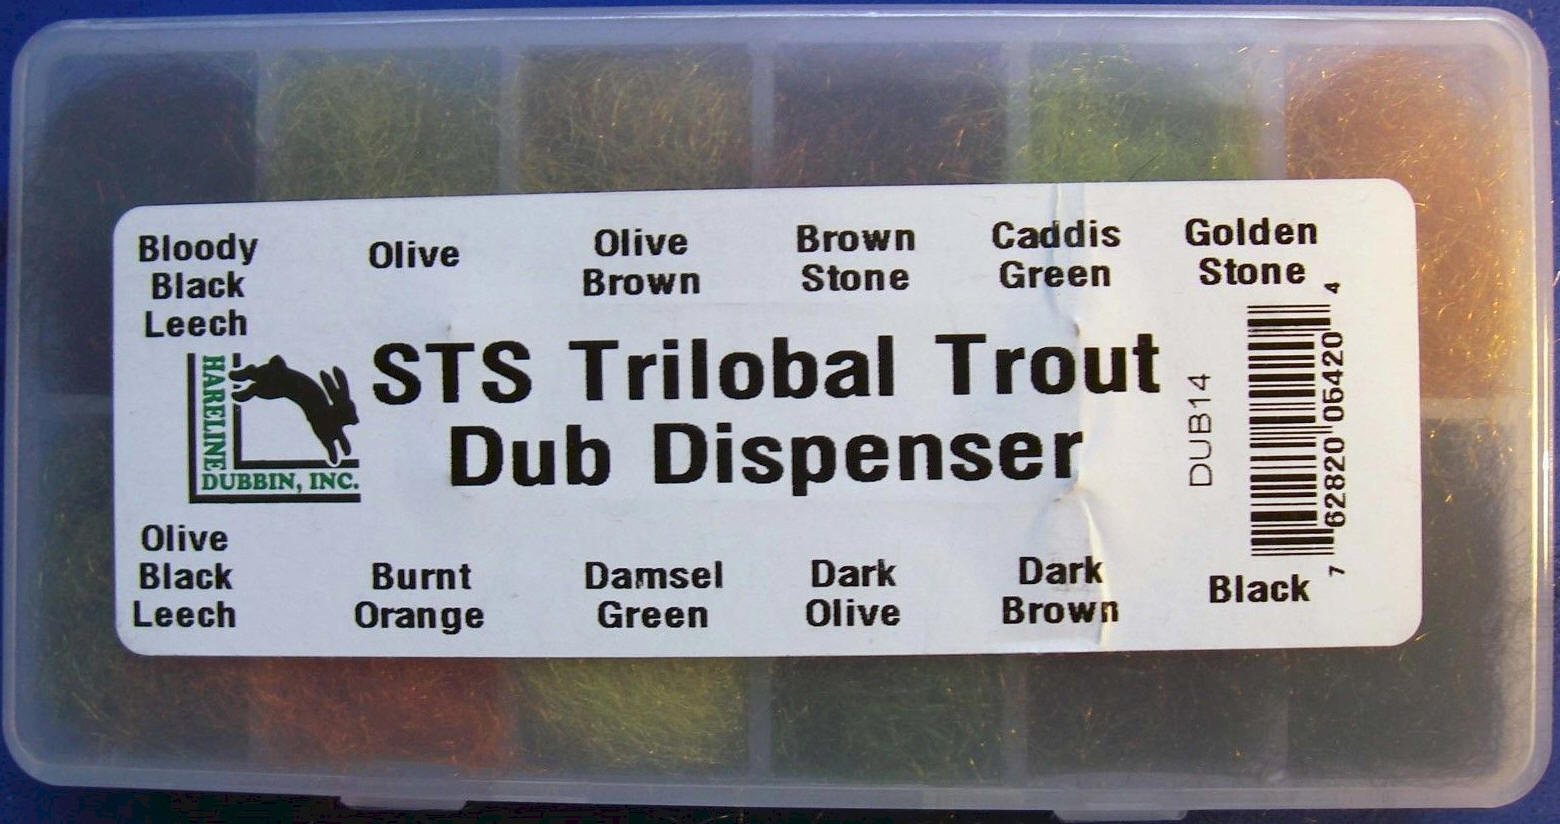 Bloody
Black
Leech
Olive
Olive
Brown
Brown
Stone
Caddis
Green
Golden
Stone
HARELINE
DUBBIN, INC.
STS Trilobal Trout
Dub Dispenser
DUB14
7 62820 05420 4
Olive
Black
Leech
Burnt
Orange
Damsel
Green
Dark
Olive
Dark
Brown
Black